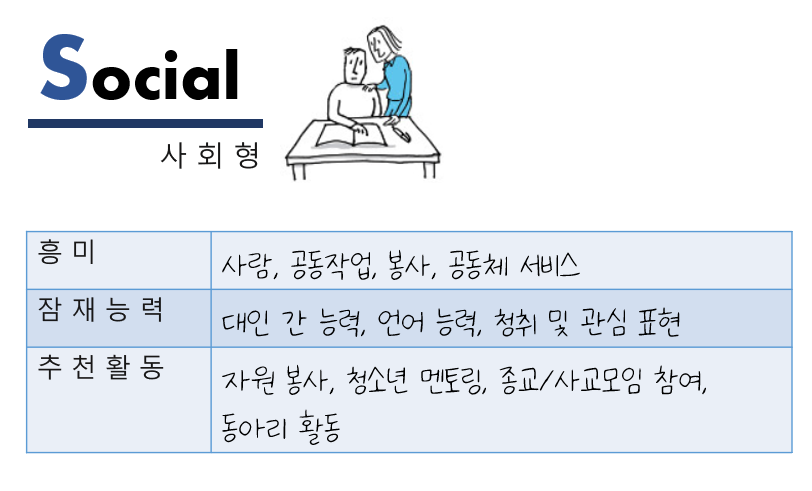 Social
사 회 형
흥 미
사람, 공동작업, 봉사, 공동체 서비스
잠 재 능 력
대인 간 능력, 언어 능력, 청취 및 관심 표현
추 천 활 동
자원 봉사, 청소년 멘토링, 종교/사교모임 참여,
동아리 활동